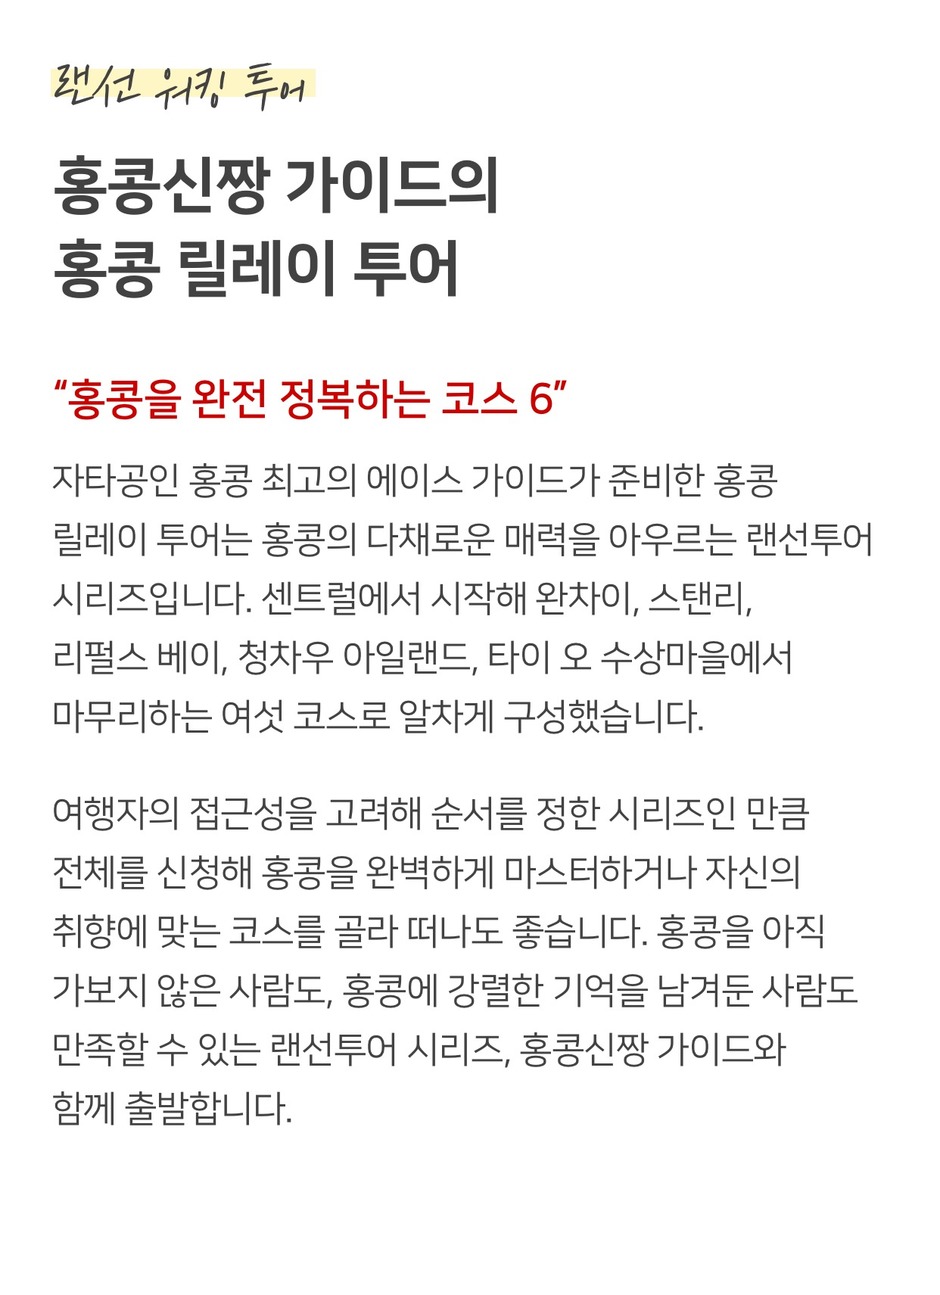 랜선 워킹 투어
홍콩신짱 가이드의
홍콩 릴레이 투어
“홍콩을 완전 정복하는 코스 6”
자타공인 홍콩 최고의 에이스 가이드가 준비한 홍콩
릴레이 투어는 홍콩의 다채로운 매력을 아우르는 랜선투어
시리즈입니다. 센트럴에서 시작해 완차이, 스탠리,
리펄스 베이, 청차우 아일랜드, 타이 오 수상마을에서
마무리하는 여섯 코스로 알차게 구성했습니다.
여행자의 접근성을 고려해 순서를 정한 시리즈인 만큼
전체를 신청해 홍콩을 완벽하게 마스터하거나 자신의
취향에 맞는 코스를 골라 떠나도 좋습니다. 홍콩을 아직
가보지 않은 사람도, 홍콩에 강렬한 기억을 남겨둔 사람도
만족할 수 있는 랜선투어 시리즈, 홍콩신짱 가이드와
함께 출발합니다.